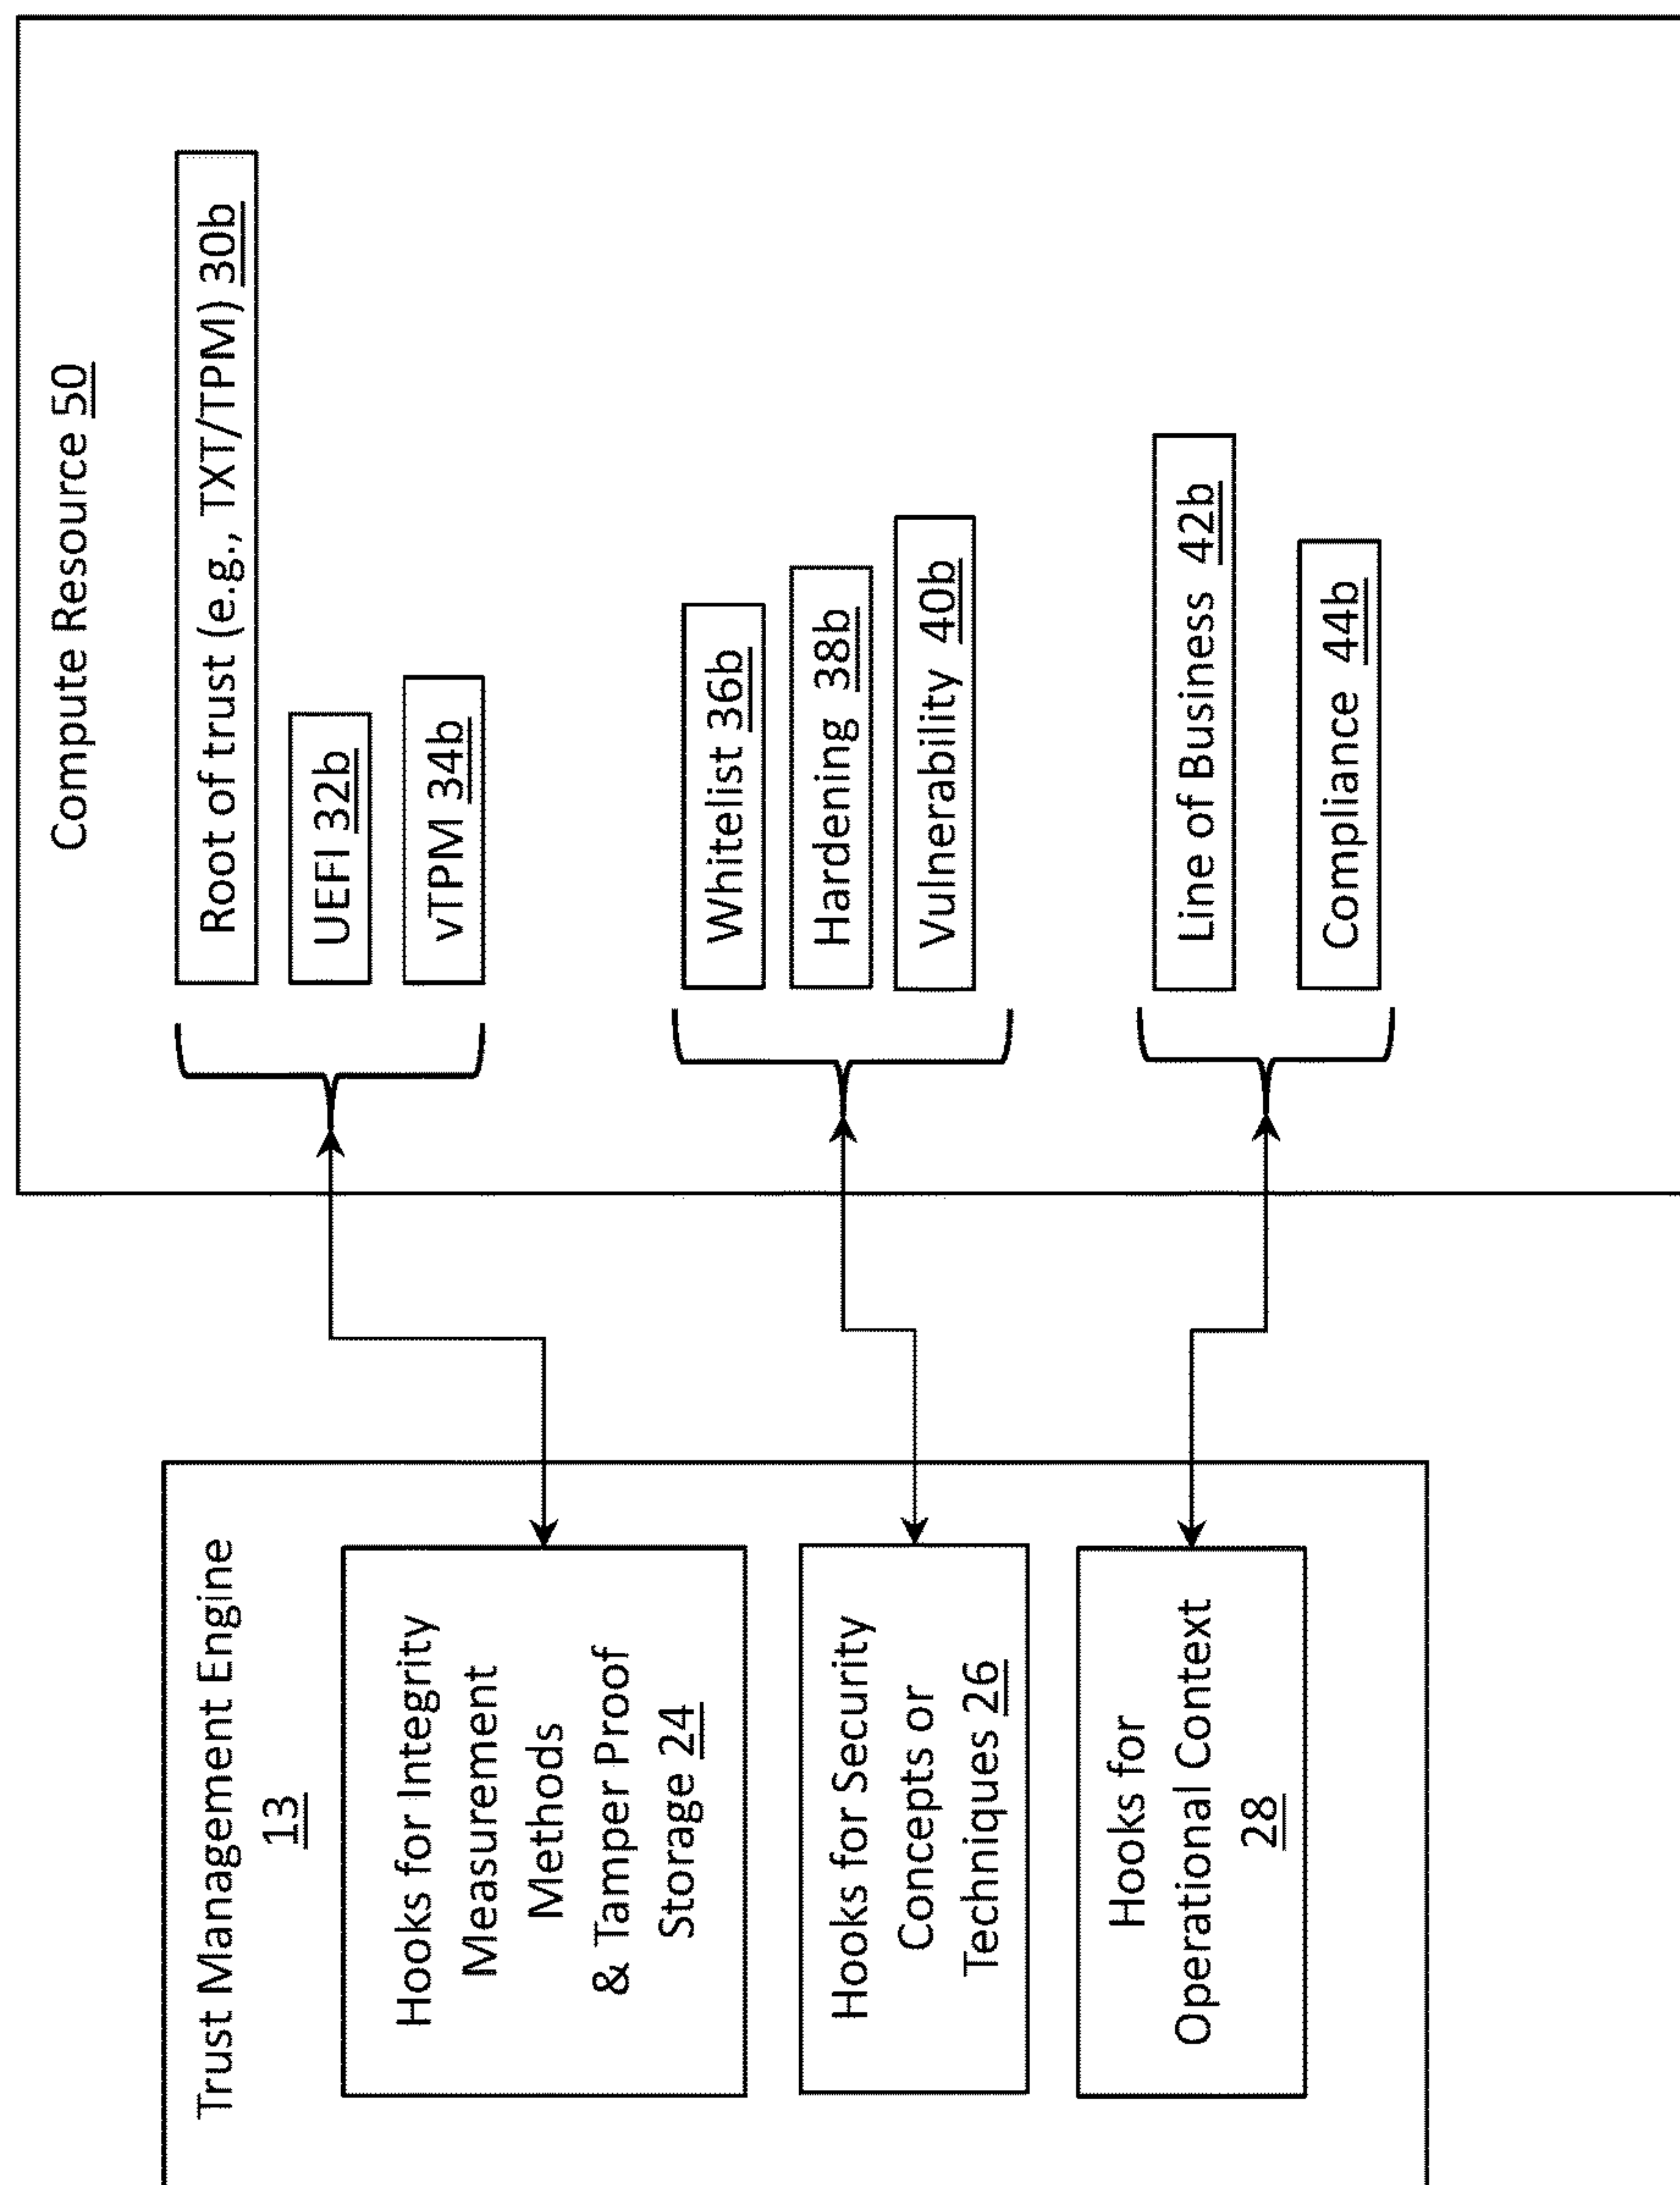 Trust Management Engine
13
Hooks for Integrity
Measurement
Methods
& Tamper Proof
Storage 24
Hooks for Security
Concepts or
Techniques 26
Hooks for
Operational Context
28
Compute Resource 50
Root of trust (e.g., TXT/TPM) 30b
UEFI 32b
vTPM 34b
Whitelist 36b
Hardening 38b
Vulnerability 40b
Line of Business 42b
Compliance 44b